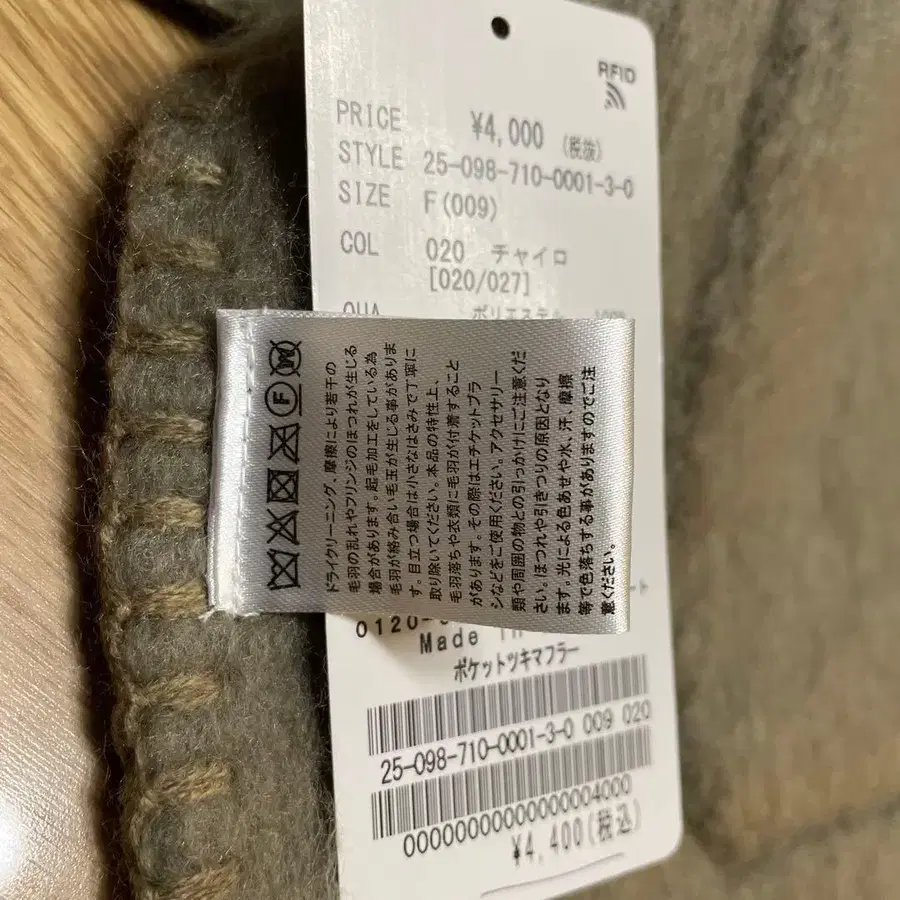 RFID
PRICE ¥4,000 (税抜)
STYLE 25-098-710-0001-3-0
SIZE F(009)
COL 020 チャイロ
[020/027]
QUA ポリエステル 100%
ドライクリーニング、摩擦により若干の
毛羽の乱れやフリンジのほつれが生じる
場合があります。起毛加工をしている為
毛羽が絡み合い毛玉が生じる事がありま
す。目立つ場合は小さなはさみで丁寧に
取り除いてください。本品の特性上、
毛羽落ちや衣類に毛羽が付着すること
があります。その際はエチケットブラ
シなどをご使用ください。アクセサリー
類や周囲の物との引っかけにご注意くだ
さい。ほつれや引きつりの原因となり
ます。光による色あせや水、汗、摩擦
等で色落ちする事がありますのでご注
意ください。
0120-
Made
ポケットツキマフラー
25-098-710-0001-3-0 009 020
00000000000000004000
¥4,400(税込)